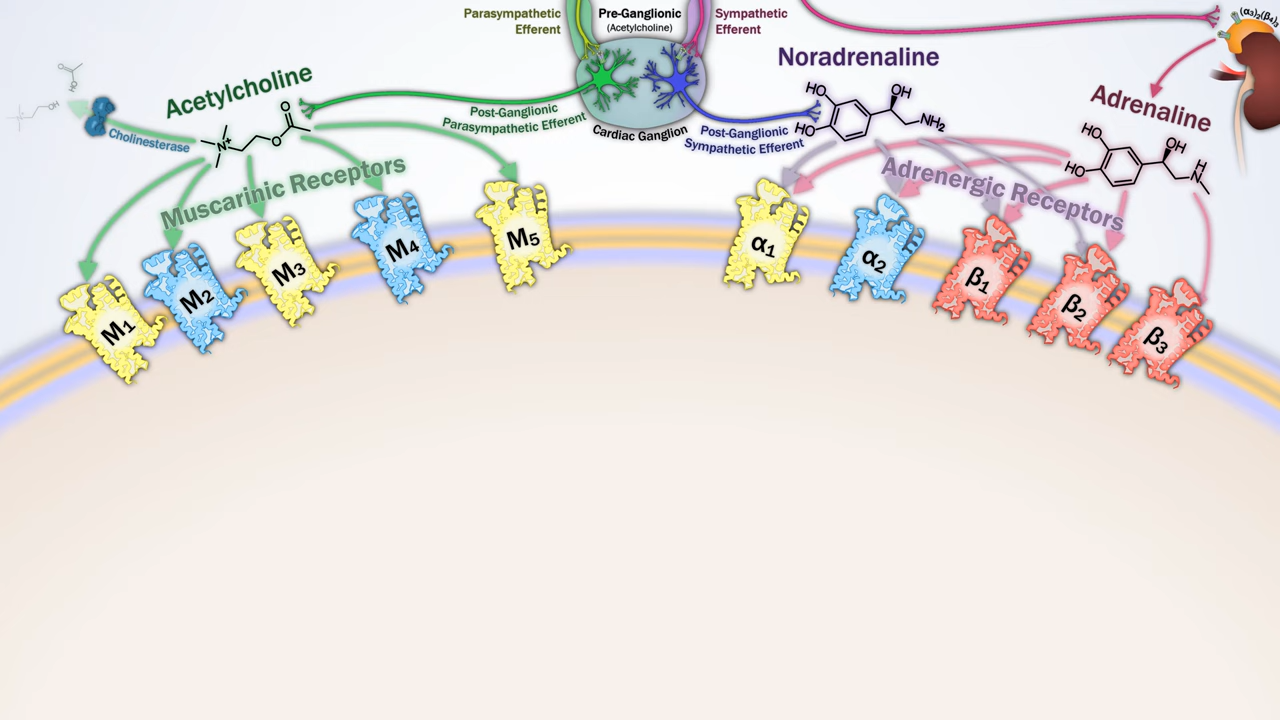 Parasympathetic
Efferent
Pre-Ganglionic
(Acetylcholine)
Sympathetic
Efferent
(α3)2(β4)3
Noradrenaline
Acetylcholine
Adrenaline
Cholinesterase
Post-Ganglionic
Parasympathetic Efferent
Cardiac Ganglion
Post-Ganglionic
Sympathetic Efferent
O
OH
OH
N+
O
O
HO
HO
OH
NH2
HO
HO
OH
H
N
Muscarinic Receptors
Adrenergic Receptors
M1
M2
M3
M4
M5
α1
α2
β1
β2
β3